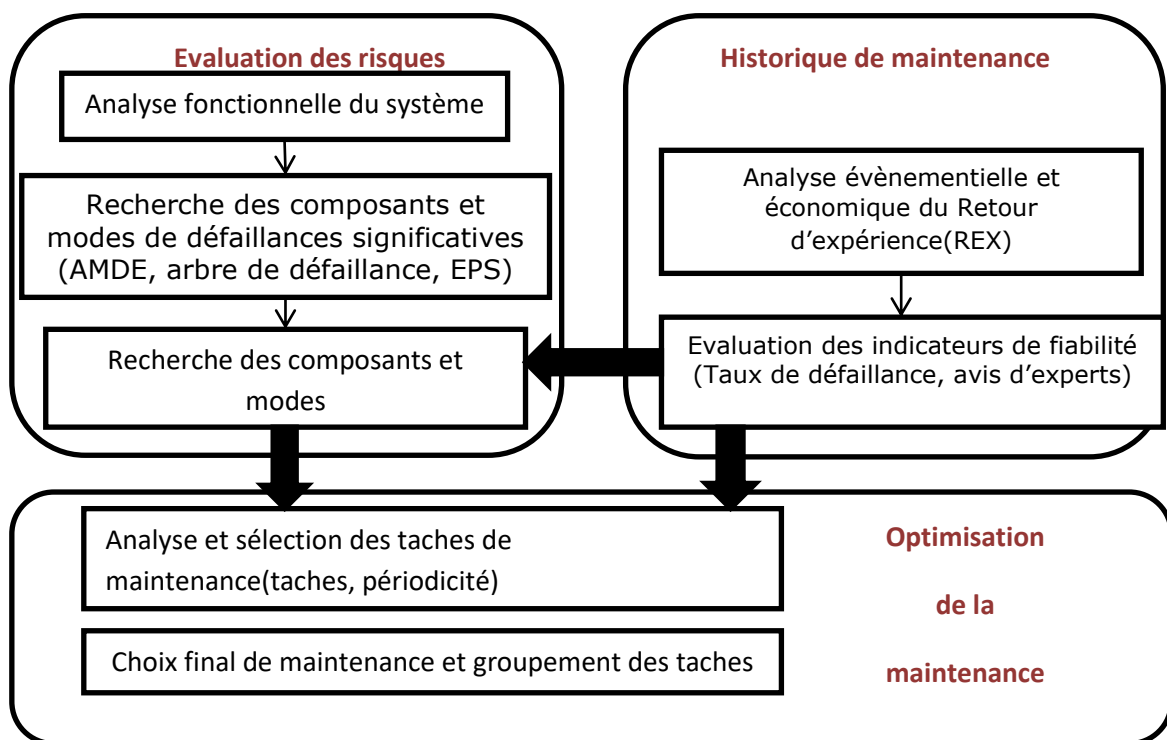 Evaluation des risques
Analyse fonctionnelle du système
Recherche des composants et
modes de défaillances significatives
(AMDE, arbre de défaillance, EPS)
Recherche des composants et
modes
Historique de maintenance
Analyse évènementielle et
économique du Retour
d’expérience(REX)
Evaluation des indicateurs de fiabilité
(Taux de défaillance, avis d’experts)
Analyse et sélection des taches de
maintenance(taches, périodicité)
Choix final de maintenance et groupement des taches
Optimisation
de la
maintenance